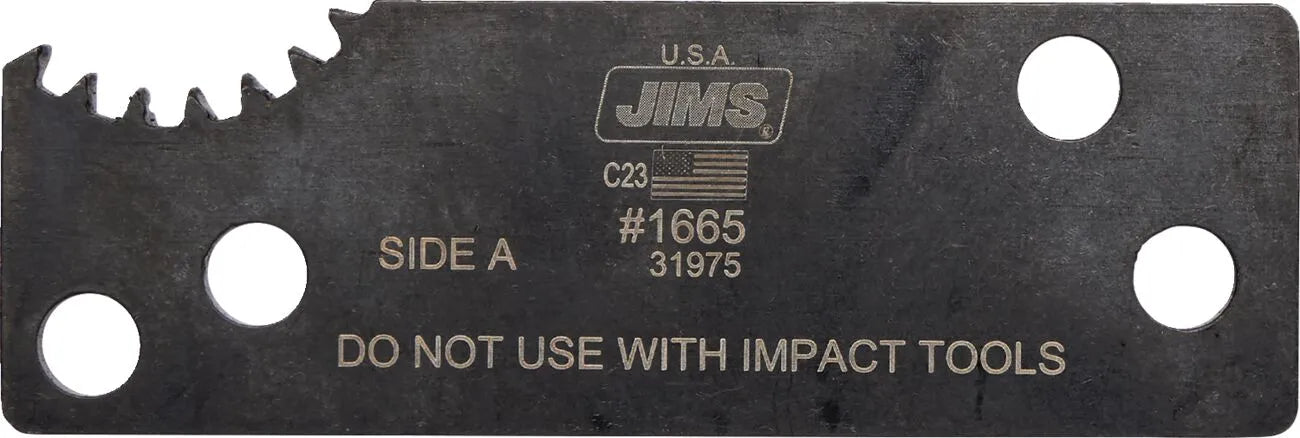 U.S.A.
JIMS®
C23
#1665
31975
SIDE A
DO NOT USE WITH IMPACT TOOLS